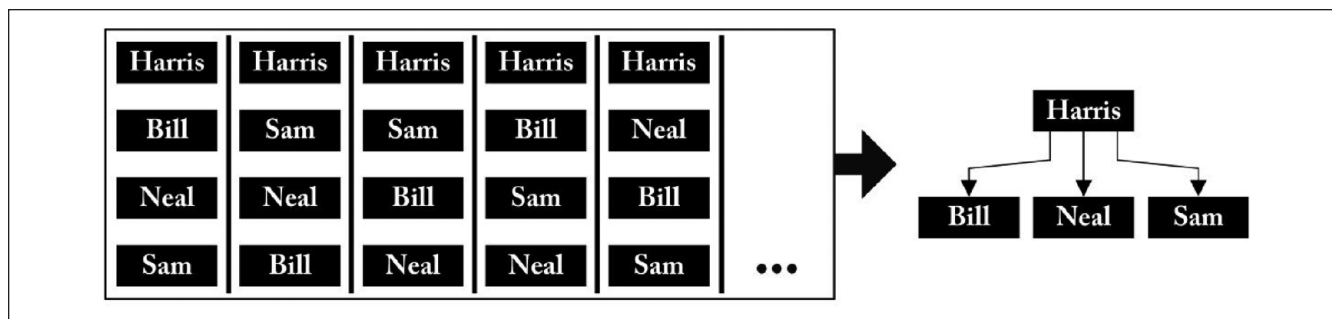 Harris Harris Harris Harris Harris
Bill Sam Sam Bill Neal
Neal Neal Bill Sam Bill
Sam Bill Neal Neal Sam •••
Harris
Bill Neal Sam